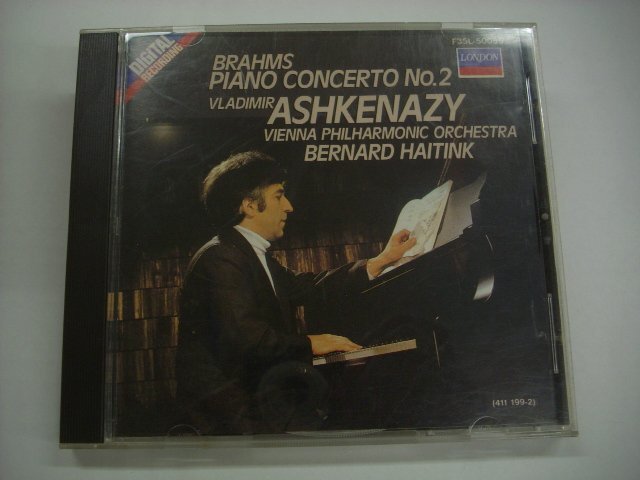 DIGITAL
RECORDING
BRAHMS
PIANO CONCERTO No.2
VLADIMIR ASHKENAZY
VIENNA PHILHARMONIC ORCHESTRA
BERNARD HAITINK
LONDON
(411 199-2)